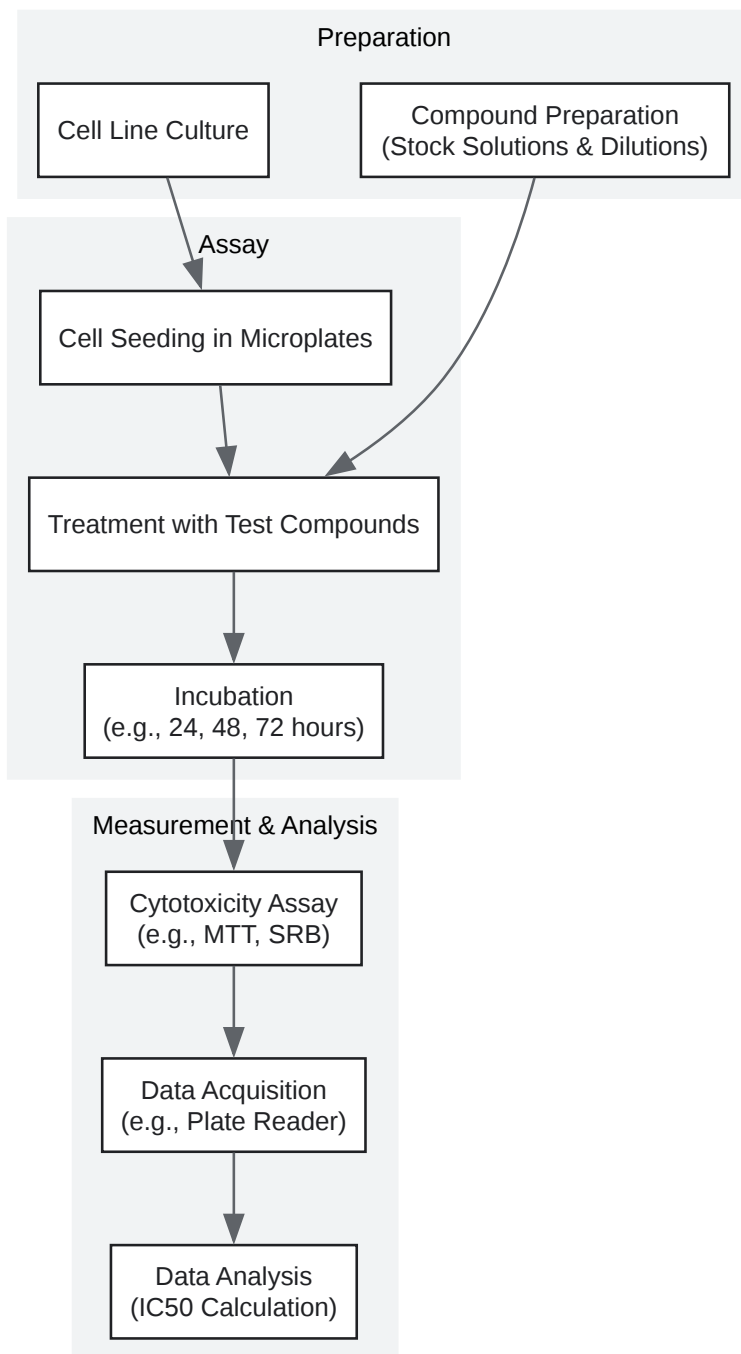 Preparation
Cell Line Culture
Compound Preparation
(Stock Solutions & Dilutions)
Assay
Cell Seeding in Microplates
Treatment with Test Compounds
Incubation
(e.g., 24, 48, 72 hours)
Measurement & Analysis
Cytotoxicity Assay
(e.g., MTT, SRB)
Data Acquisition
(e.g., Plate Reader)
Data Analysis
(IC50 Calculation)